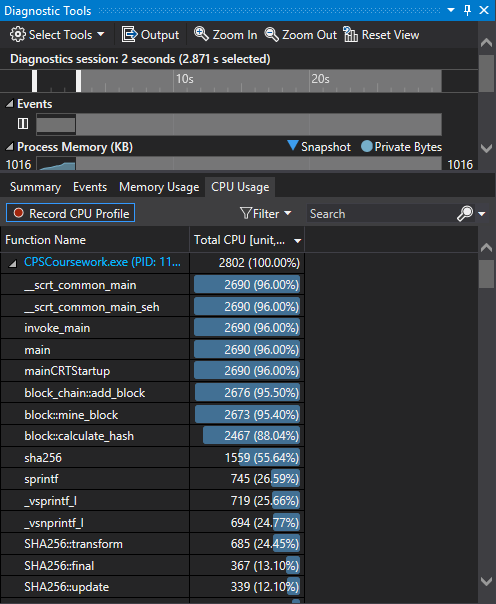 Diagnostic Tools
Select Tools Output Zoom In Zoom Out Reset View
Diagnostics session: 2 seconds (2.871 s selected)
10s 20s
Events
Process Memory (KB) Snapshot Private Bytes
1016 1016
Summary Events Memory Usage CPU Usage
Record CPU Profile Filter Search
Function Name Total CPU [unit,...
CPSCoursework.exe (PID: 11... 2802 (100.00%)
__scrt_common_main 2690 (96.00%)
__scrt_common_main_seh 2690 (96.00%)
invoke_main 2690 (96.00%)
main 2690 (96.00%)
mainCRTStartup 2690 (96.00%)
block_chain::add_block 2676 (95.50%)
block::mine_block 2673 (95.40%)
block::calculate_hash 2467 (88.04%)
sha256 1559 (55.64%)
sprintf 745 (26.59%)
_vsprintf_l 719 (25.66%)
_vsnprintf_l 694 (24.77%)
SHA256::transform 685 (24.45%)
SHA256::final 367 (13.10%)
SHA256::update 339 (12.10%)